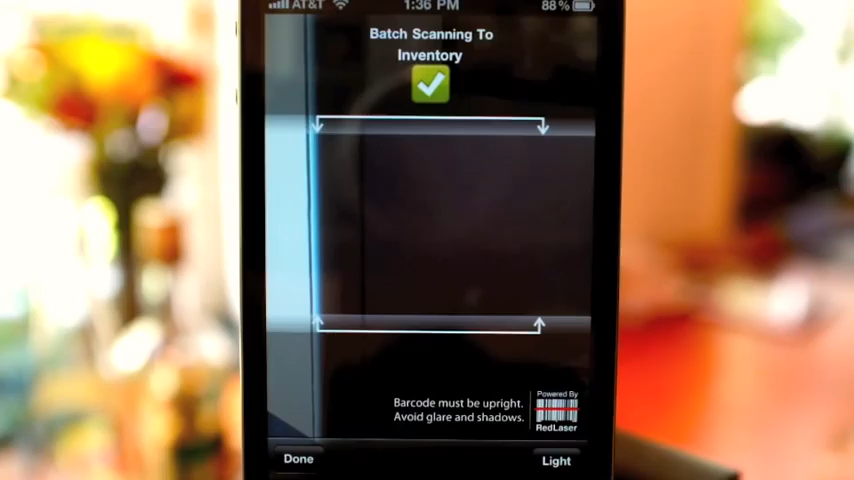 AT&T 1:36 PM 88%
Batch Scanning To
Inventory
Barcode must be upright.
Avoid glare and shadows.
Powered By
RedLaser
Done
Light